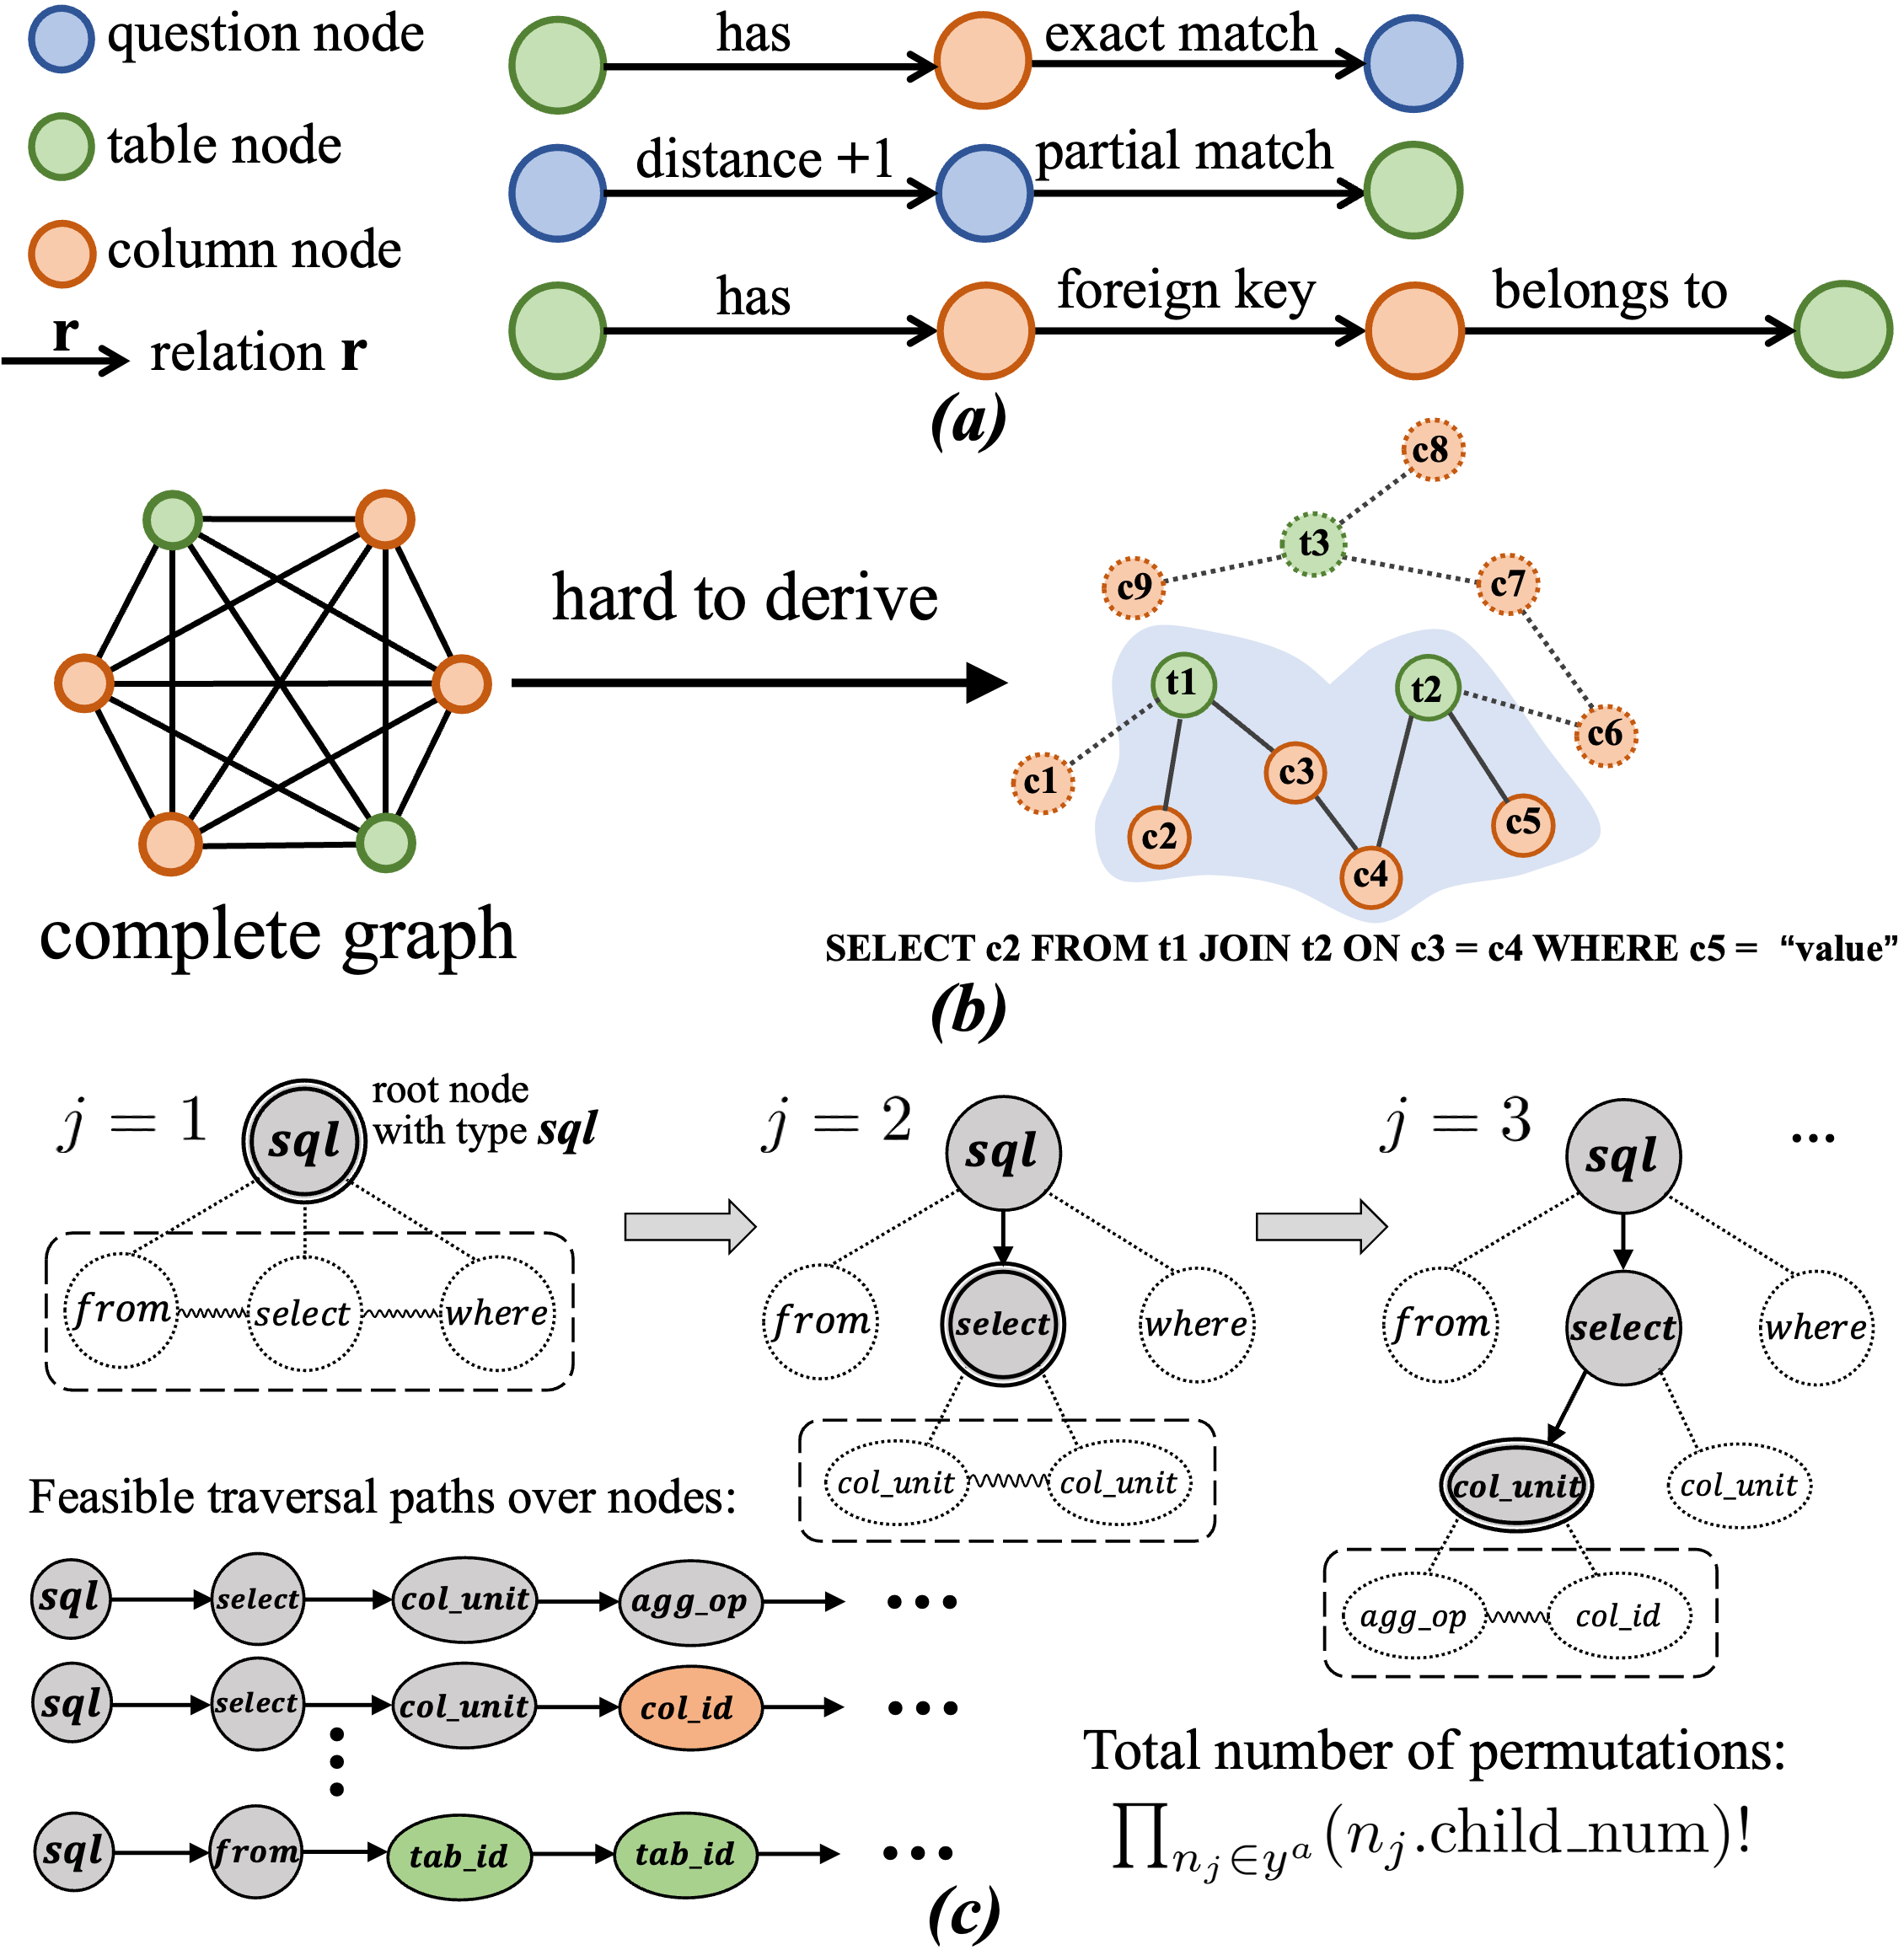 question node
table node
column node
r
relation r
has
exact match
distance +1
partial match
has
foreign key
belongs to
(a)
complete graph
hard to derive
c8
t3
c9
c7
t1
t2
c6
c1
c3
c2
c5
c4
SELECT c2 FROM t1 JOIN t2 ON c3 = c4 WHERE c5 = “value”
(b)
j = 1
sql
root node
with type sql
from
select
where
j = 2
sql
from
select
where
col_unit
col_unit
j = 3
sql
...
from
select
where
col_unit
col_unit
agg_op
col_id
Feasible traversal paths over nodes:
sql select col_unit agg_op ...
sql select col_unit col_id ...
sql from tab_id tab_id ...
Total number of permutations:
∏_{n_j∈y^a} (n_j.child_num)!
(c)